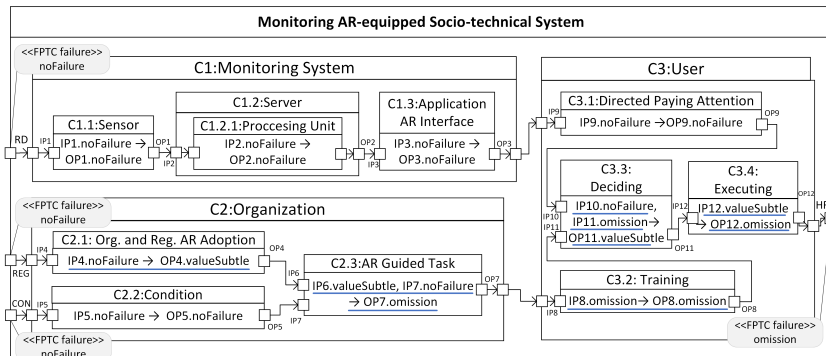 Monitoring AR-equipped Socio-technical System
<<FPTC failure>>
noFailure
C1:Monitoring System
C1.1:Sensor
IP1.noFailure →
OP1.noFailure
C1.2:Server
C1.2.1:Proccesing Unit
IP2.noFailure →
OP2.noFailure
C1.3:Application
AR Interface
IP3.noFailure →
OP3.noFailure
RD
IP1
OP1
IP2
OP2
IP3
OP3
C3:User
C3.1:Directed Paying Attention
IP9.noFailure →OP9.noFailure
IP9
OP9
C3.3:
Deciding
IP10.noFailure,
IP11.omission→
OP11.valueSubtle
IP10
IP11
OP11
C3.4:
Executing
IP12.valueSubtle
→ OP12.omission
IP12
OP12
HF
C3.2: Training
IP8.omission→ OP8.omission
IP8
OP8
<<FPTC failure>>
omission
<<FPTC failure>>
noFailure
C2:Organization
C2.1: Org. and Reg. AR Adoption
IP4.noFailure → OP4.valueSubtle
REG
IP4
OP4
C2.2:Condition
IP5.noFailure → OP5.noFailure
CON
IP5
OP5
C2.3:AR Guided Task
IP6.valueSubtle, IP7.noFailure
→ OP7.omission
IP6
IP7
OP7
<<FPTC failure>>
noFailure